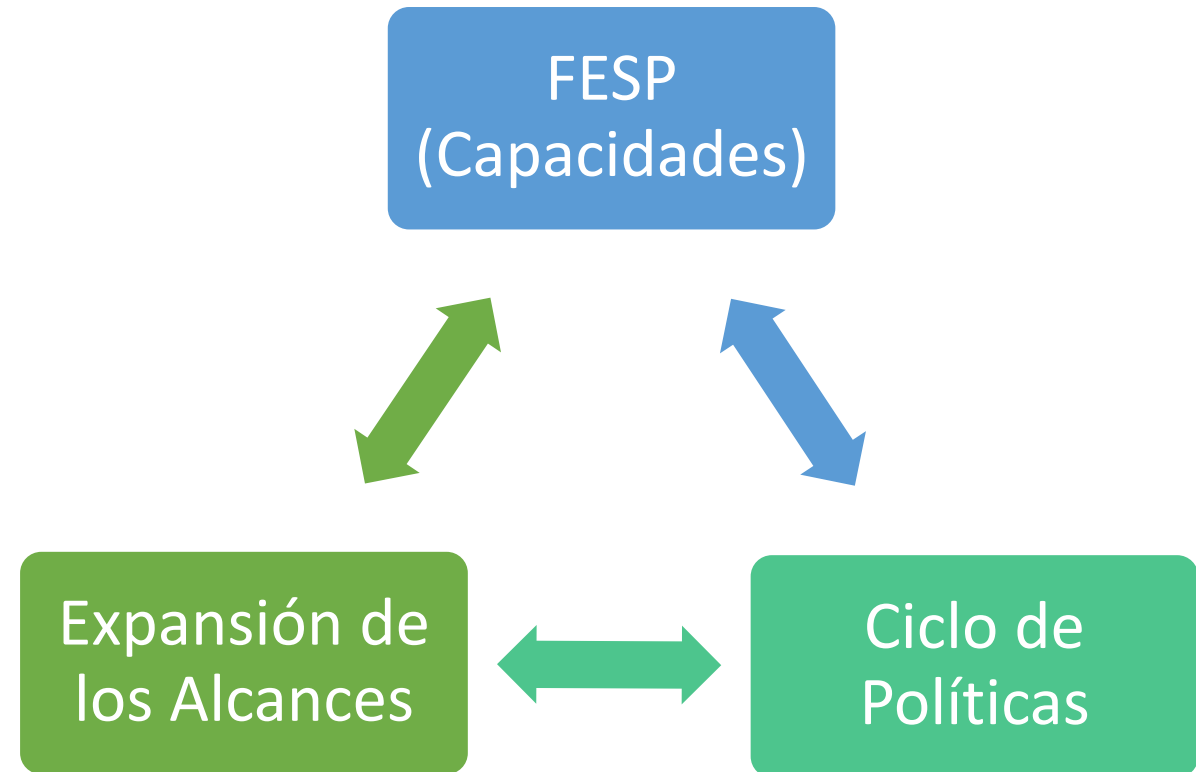 FESP
(Capacidades)
Expansión de
los Alcances
Ciclo de
Políticas